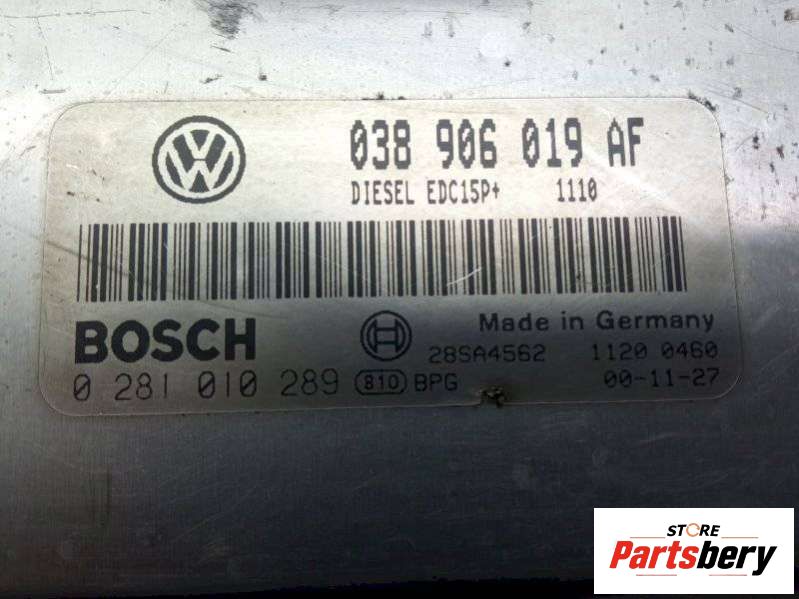 038 906 019 AF
DIESEL EDC15P+ 1110
BOSCH
Made in Germany
28SA4562 1120 0460
0 281 010 289 810 BPG 00-11-27
STORE
Partsbery